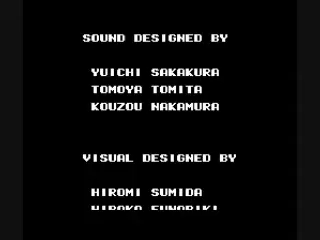 SOUND DESIGNED BY
YUICHI SAKAKURA
TOMOYA TOMITA
KOUZOU NAKAMURA
VISUAL DESIGNED BY
HIROMI SUMIDA